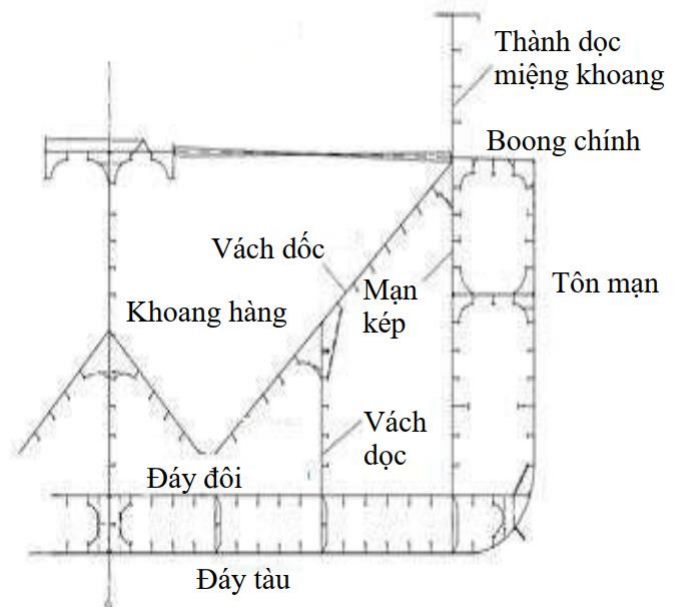 Thành dọc
miệng khoang
Boong chính
Vách dốc
Mạn
kép
Tôn mạn
Khoang hàng
Vách
dọc
Đáy đôi
Đáy tàu